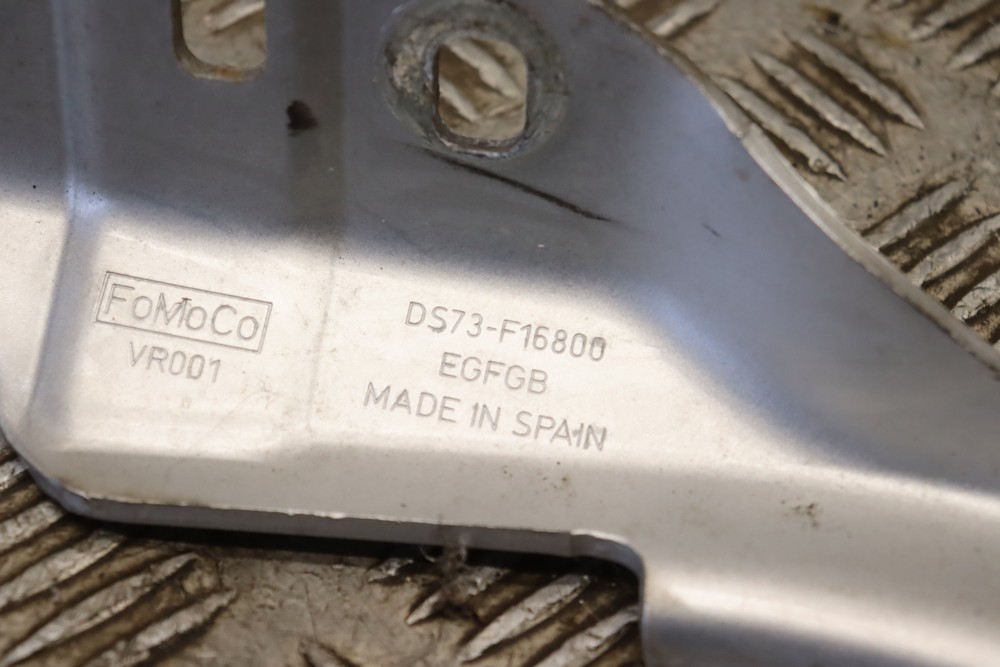 FoMoCo
VR001
DS73-F16800
EGFGB
MADE IN SPAIN